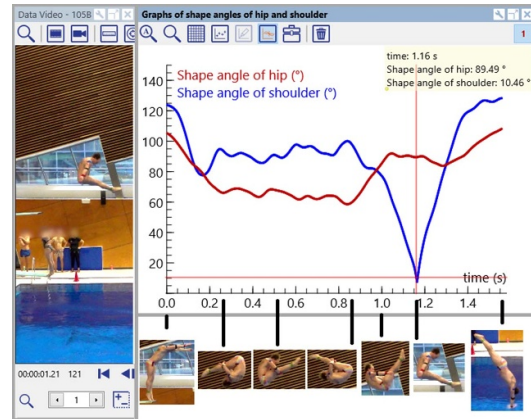 Data Video - 105B
Graphs of shape angles of hip and shoulder
1
time: 1.16 s
Shape angle of hip: 89.49 °
Shape angle of shoulder: 10.46 °
Shape angle of hip (°)
Shape angle of shoulder (°)
140
120
100
80
60
40
20
time (s)
0.0 0.2 0.4 0.6 0.8 1.0 1.2 1.4
00:00:01.21 121
1